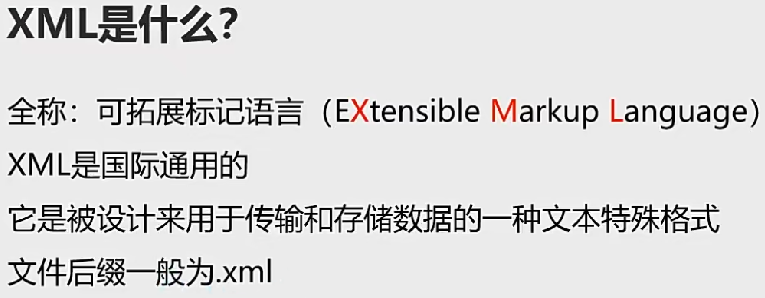 XML是什么？
全称：可拓展标记语言（EXtensible Markup Language）
XML是国际通用的
它是被设计来用于传输和存储数据的一种文本特殊格式
文件后缀一般为.xml